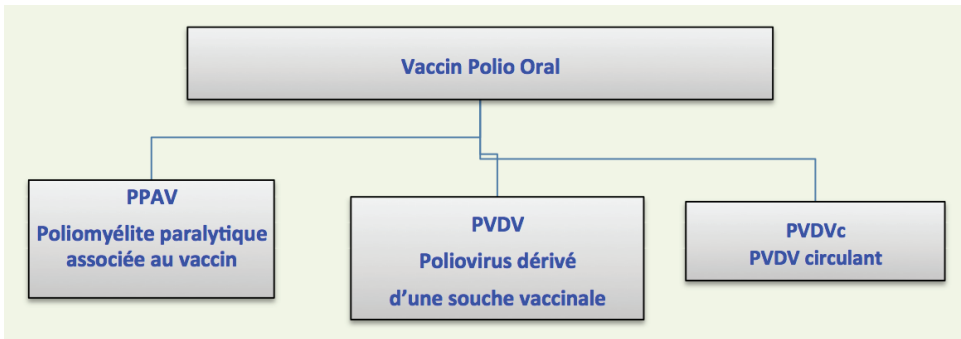 Vaccin Polio Oral
PPAV
Poliomyélite paralytique
associée au vaccin
PVDV
Poliovirus dérivé
d’une souche vaccinale
PVDVc
PVDV circulant